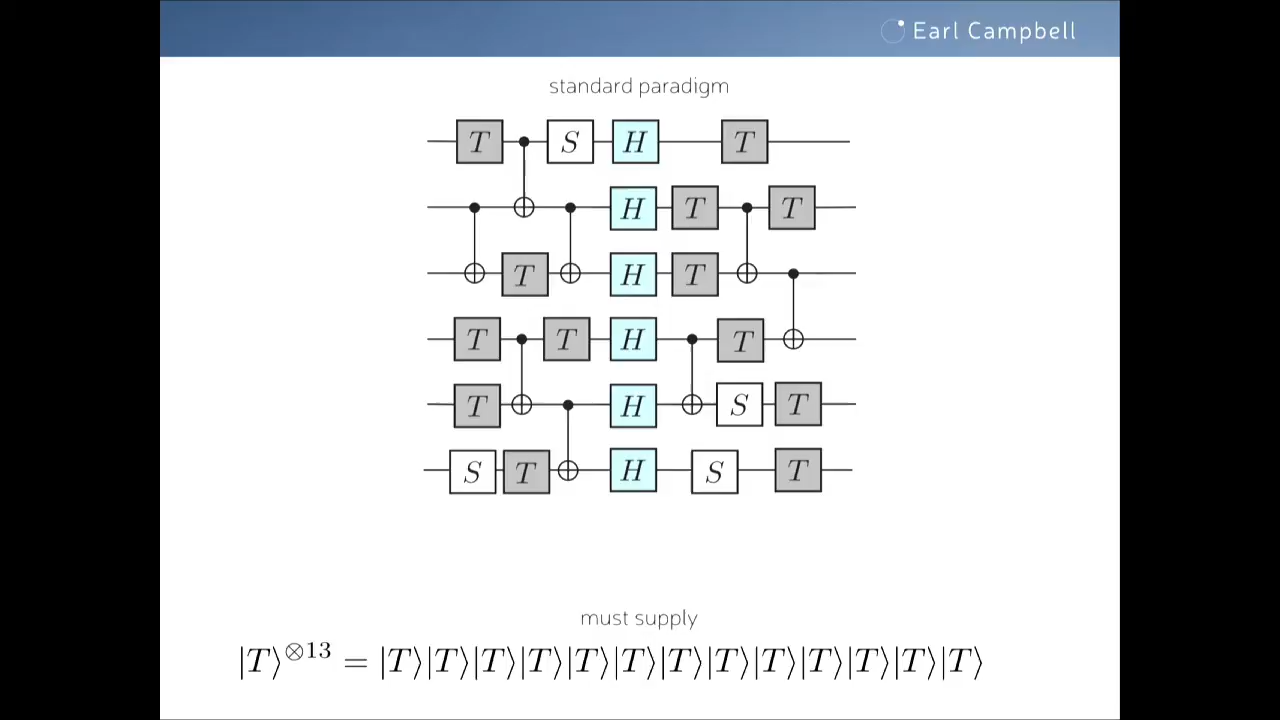 Earl Campbell
standard paradigm
T S H T
H T T
T H T
T T H T
T H S T
S T H S T
must supply
|T⟩⊗13 = |T⟩|T⟩|T⟩|T⟩|T⟩|T⟩|T⟩|T⟩|T⟩|T⟩|T⟩|T⟩|T⟩